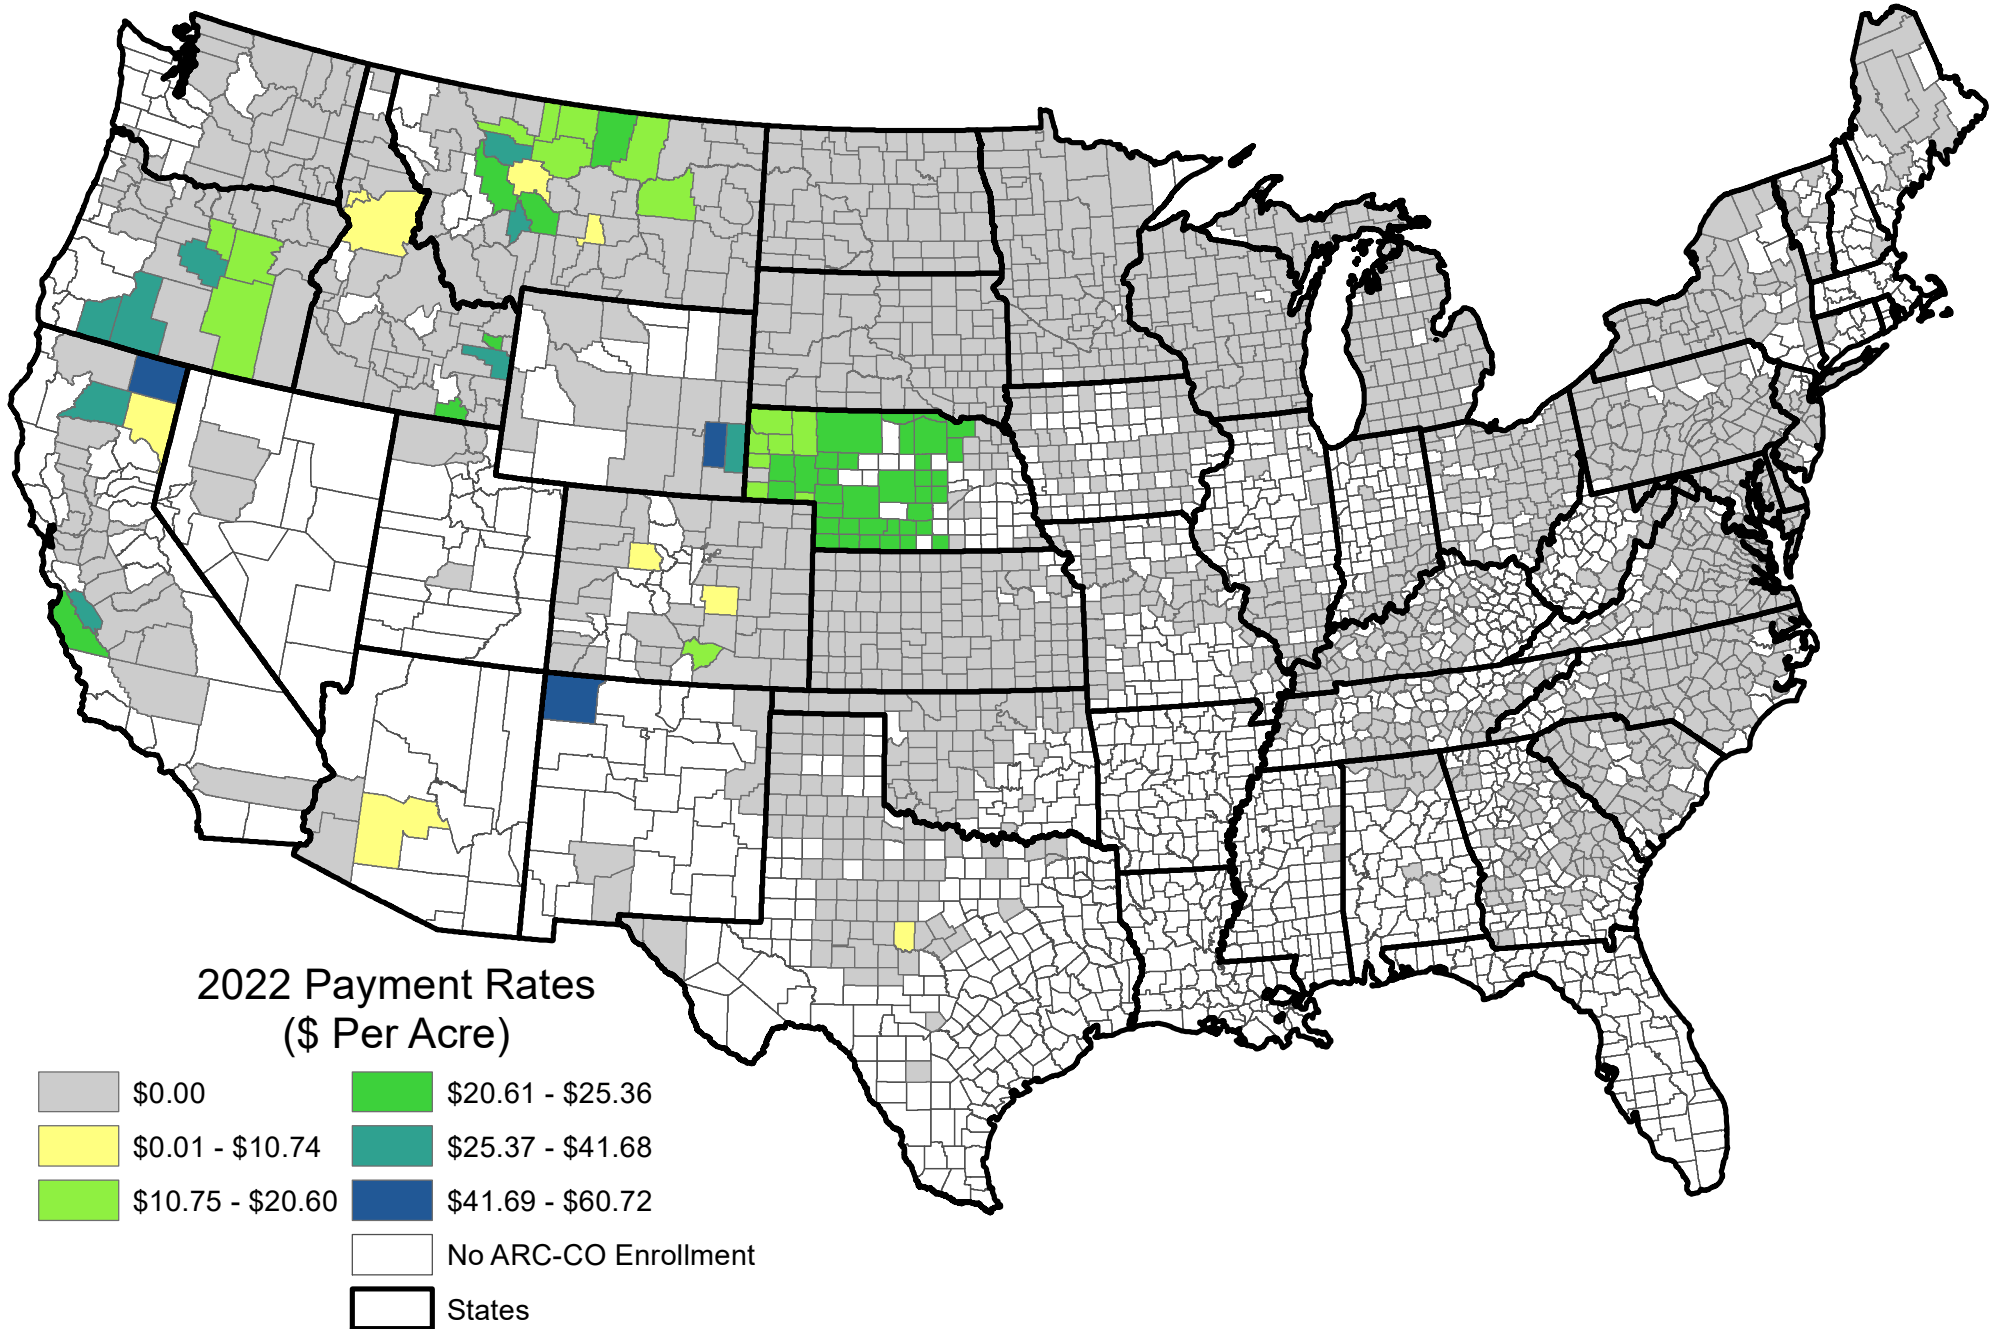 2022 Payment Rates
($ Per Acre)
$0.00
$0.01 - $10.74
$10.75 - $20.60
$20.61 - $25.36
$25.37 - $41.68
$41.69 - $60.72
No ARC-CO Enrollment
States